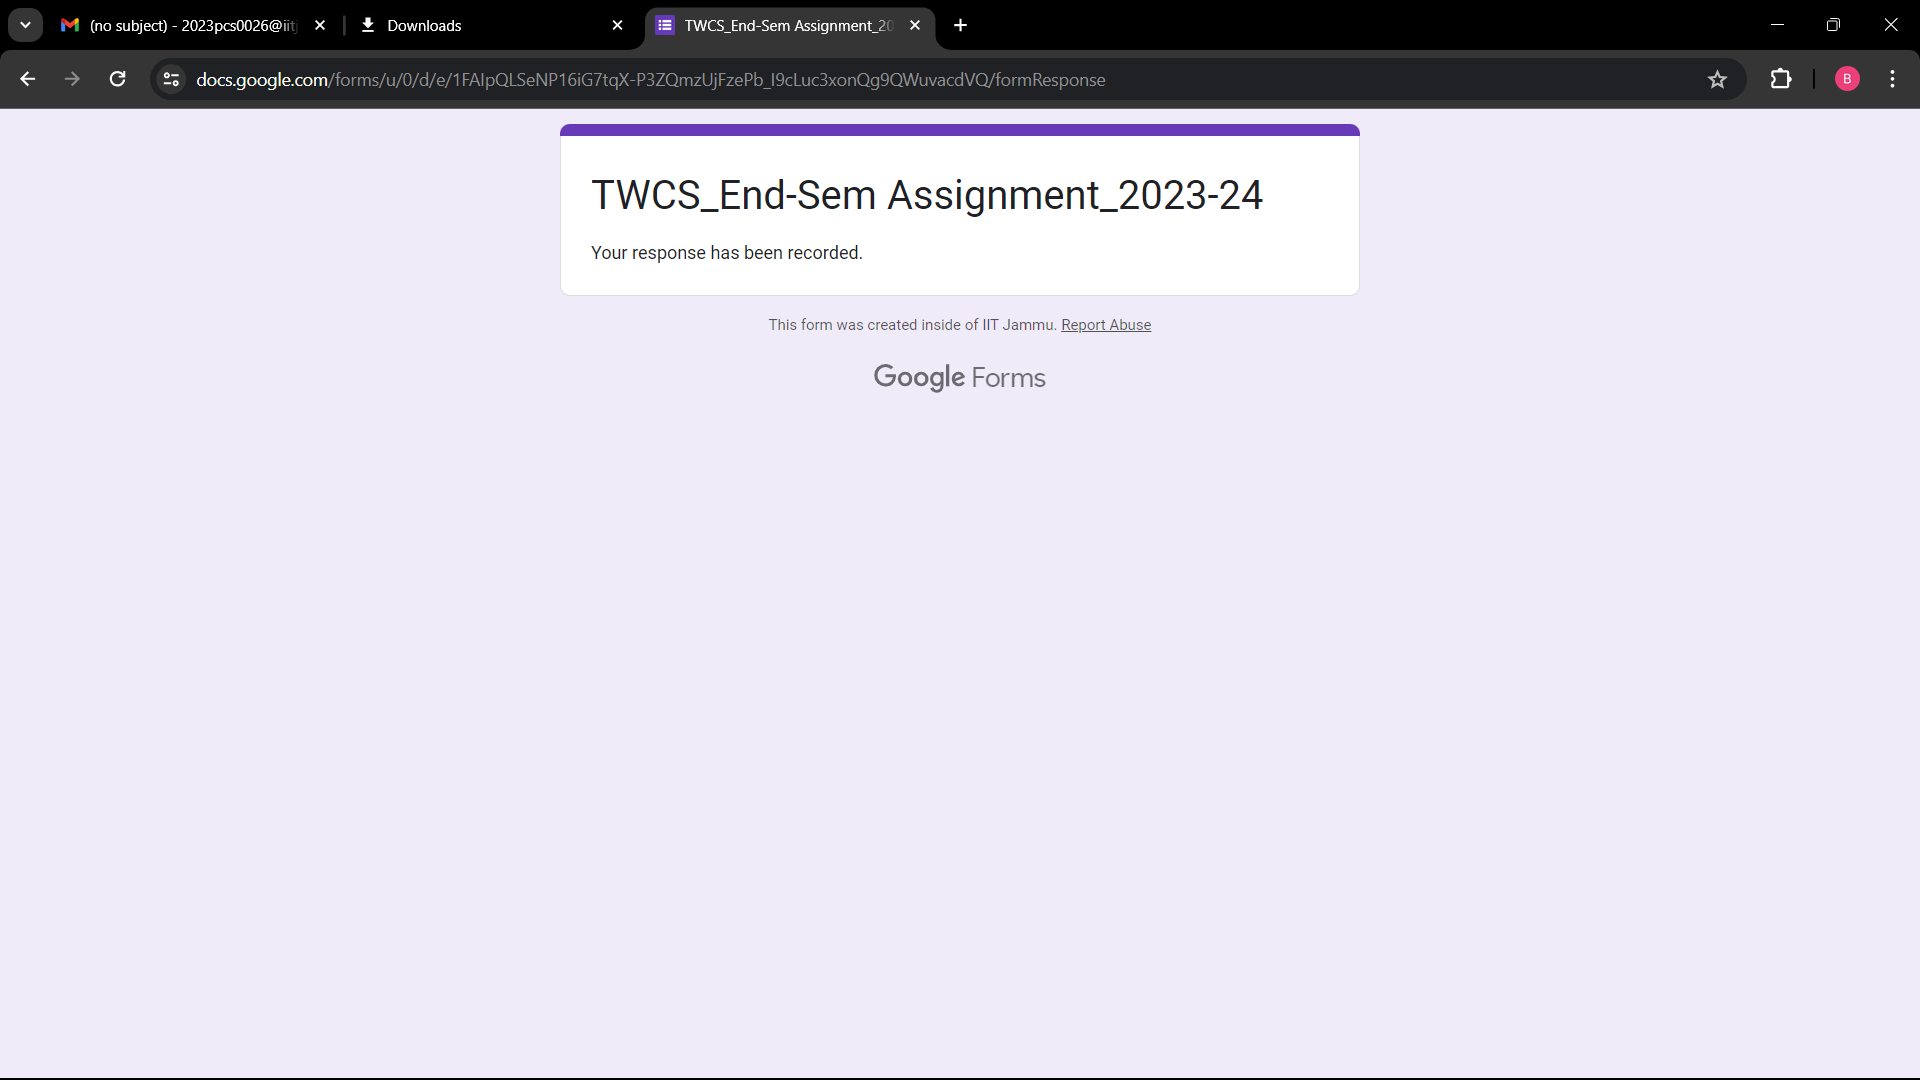 (no subject) - 2023pcs0026@iitj
Downloads
TWCS_End-Sem Assignment_20
docs.google.com/forms/u/0/d/e/1FAIpQLSeNP16iG7tqX-P3ZQmzUjFzePb_I9cLuc3xonQg9QWuvacdVQ/formResponse
B
TWCS_End-Sem Assignment_2023-24
Your response has been recorded.
This form was created inside of IIT Jammu. Report Abuse
Google Forms